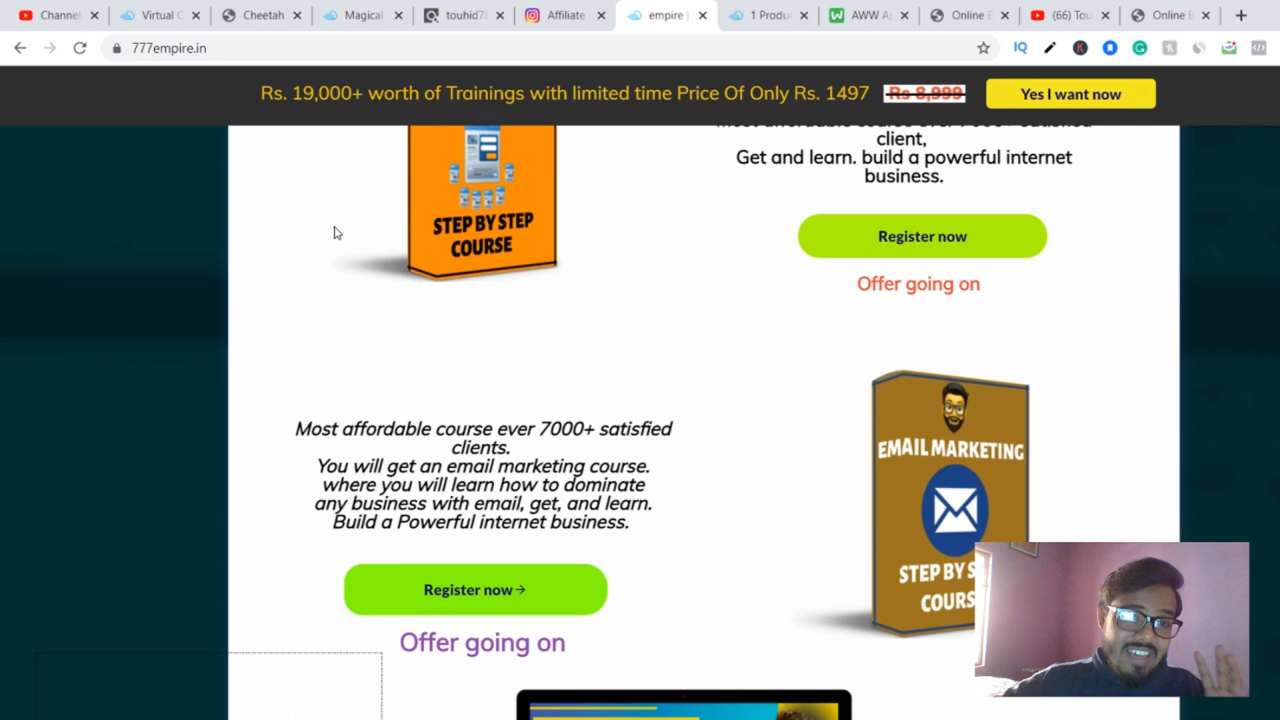 Channel
Virtual C
Cheetah
Magical
touhid7
Affiliate
empire |
1 Produ
AWW A
Online E
(66) Tou
Online E
777empire.in
IQ
Rs. 19,000+ worth of Trainings with limited time Price Of Only Rs. 1497 Rs 8,999 Yes I want now
client,
Get and learn. build a powerful internet
business.
STEP BY STEP
COURSE
Register now
Offer going on
Most affordable course ever 7000+ satisfied
clients.
You will get an email marketing course.
where you will learn how to dominate
any business with email, get, and learn.
Build a Powerful internet business.
Register now→
Offer going on
EMAIL MARKETING
STEP BY S
COURS